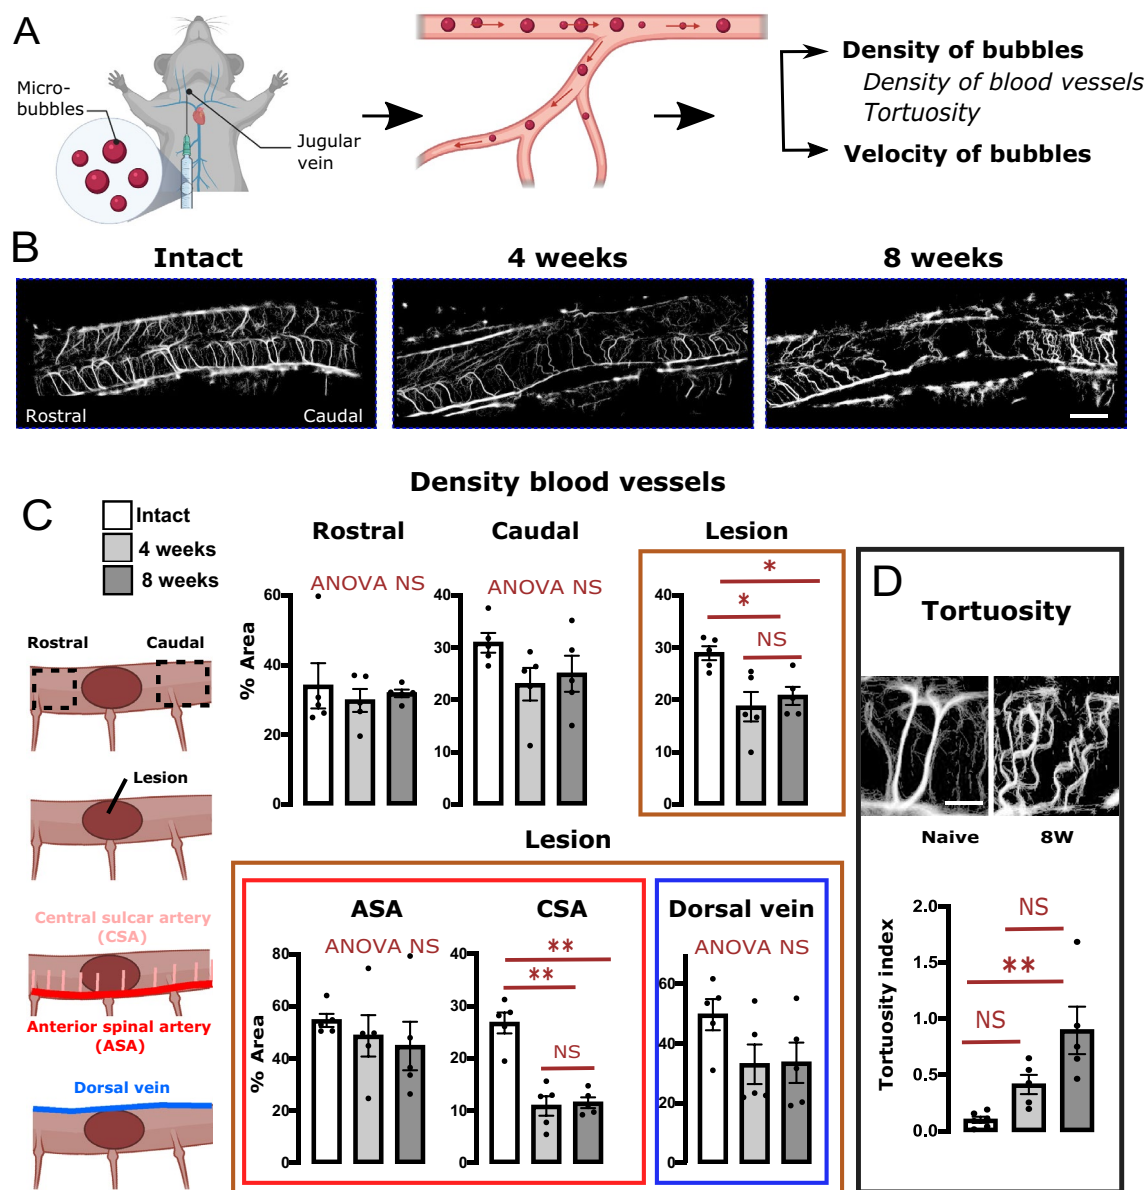 A
Micro-
bubbles
Jugular
vein
Density of bubbles
Density of blood vessels
Tortuosity
Velocity of bubbles
B
Intact
4 weeks
8 weeks
Rostral
Caudal
Density blood vessels
C
Intact
4 weeks
8 weeks
Rostral
Caudal
Lesion
Central sulcar artery
(CSA)
Anterior spinal artery
(ASA)
Dorsal vein
Rostral
ANOVA NS
% Area
60
40
20
0
Caudal
ANOVA NS
40
30
20
10
0
Lesion
*
*
NS
40
30
20
10
0
Lesion
ASA
ANOVA NS
% Area
80
60
40
20
0
CSA
**
**
NS
40
30
20
10
0
Dorsal vein
ANOVA NS
60
40
20
0
D
Tortuosity
Naive
8W
Tortuosity index
NS
**
NS
2.0
1.5
1.0
0.5
0.0